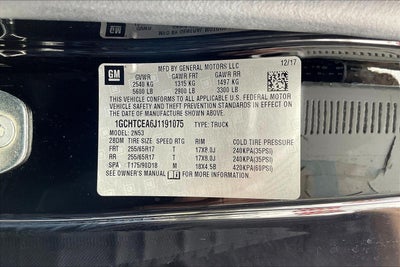 12/17
MFD BY GENERAL MOTORS LLC
GM
GVWR GAWR FRT GAWR RR
2540 KG 1315 KG 1497 KG
5600 LB 2900 LB 3300 LB
THIS VEHICLE CONFORMS TO ALL APPLICABLE U.S. FEDERAL MOTOR
VEHICLE SAFETY AND THEFT PREVENTION STANDARDS IN EFFECT ON
THE DATE OF MANUFACTURE SHOWN ABOVE.
1GCHTCEA6J1191075 TYPE: TRUCK
MODEL: 2N53
28DM TIRE SIZE SPEED RTG RIM COLD TIRE PRESSURE
FRT 255/65R17 T 17X8.0J 240KPA(35PSI)
RR 255/65R17 T 17X8.0J 240KPA(35PSI)
SPA T175/90D18 M 18X4.5B 420KPA(60PSI)
SEE OWNER'S MANUAL FOR MORE INFORMATION.